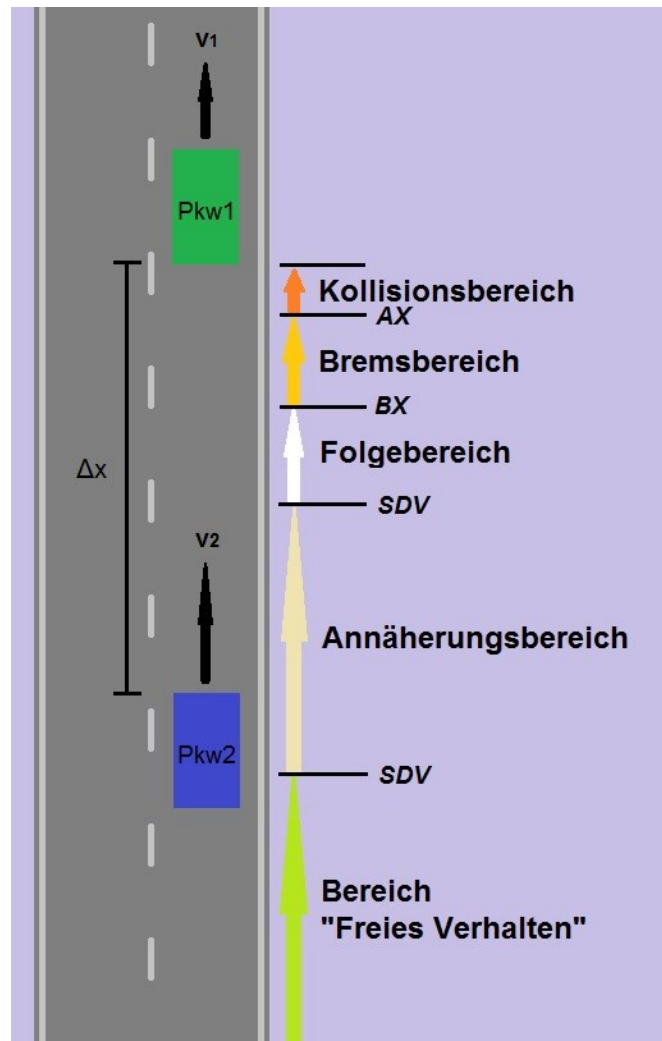 V1
Pkw1
Kollisionsbereich
AX
Bremsbereich
BX
Folgebereich
Δx
SDV
V2
Annäherungsbereich
Pkw2
SDV
Bereich
"Freies Verhalten"